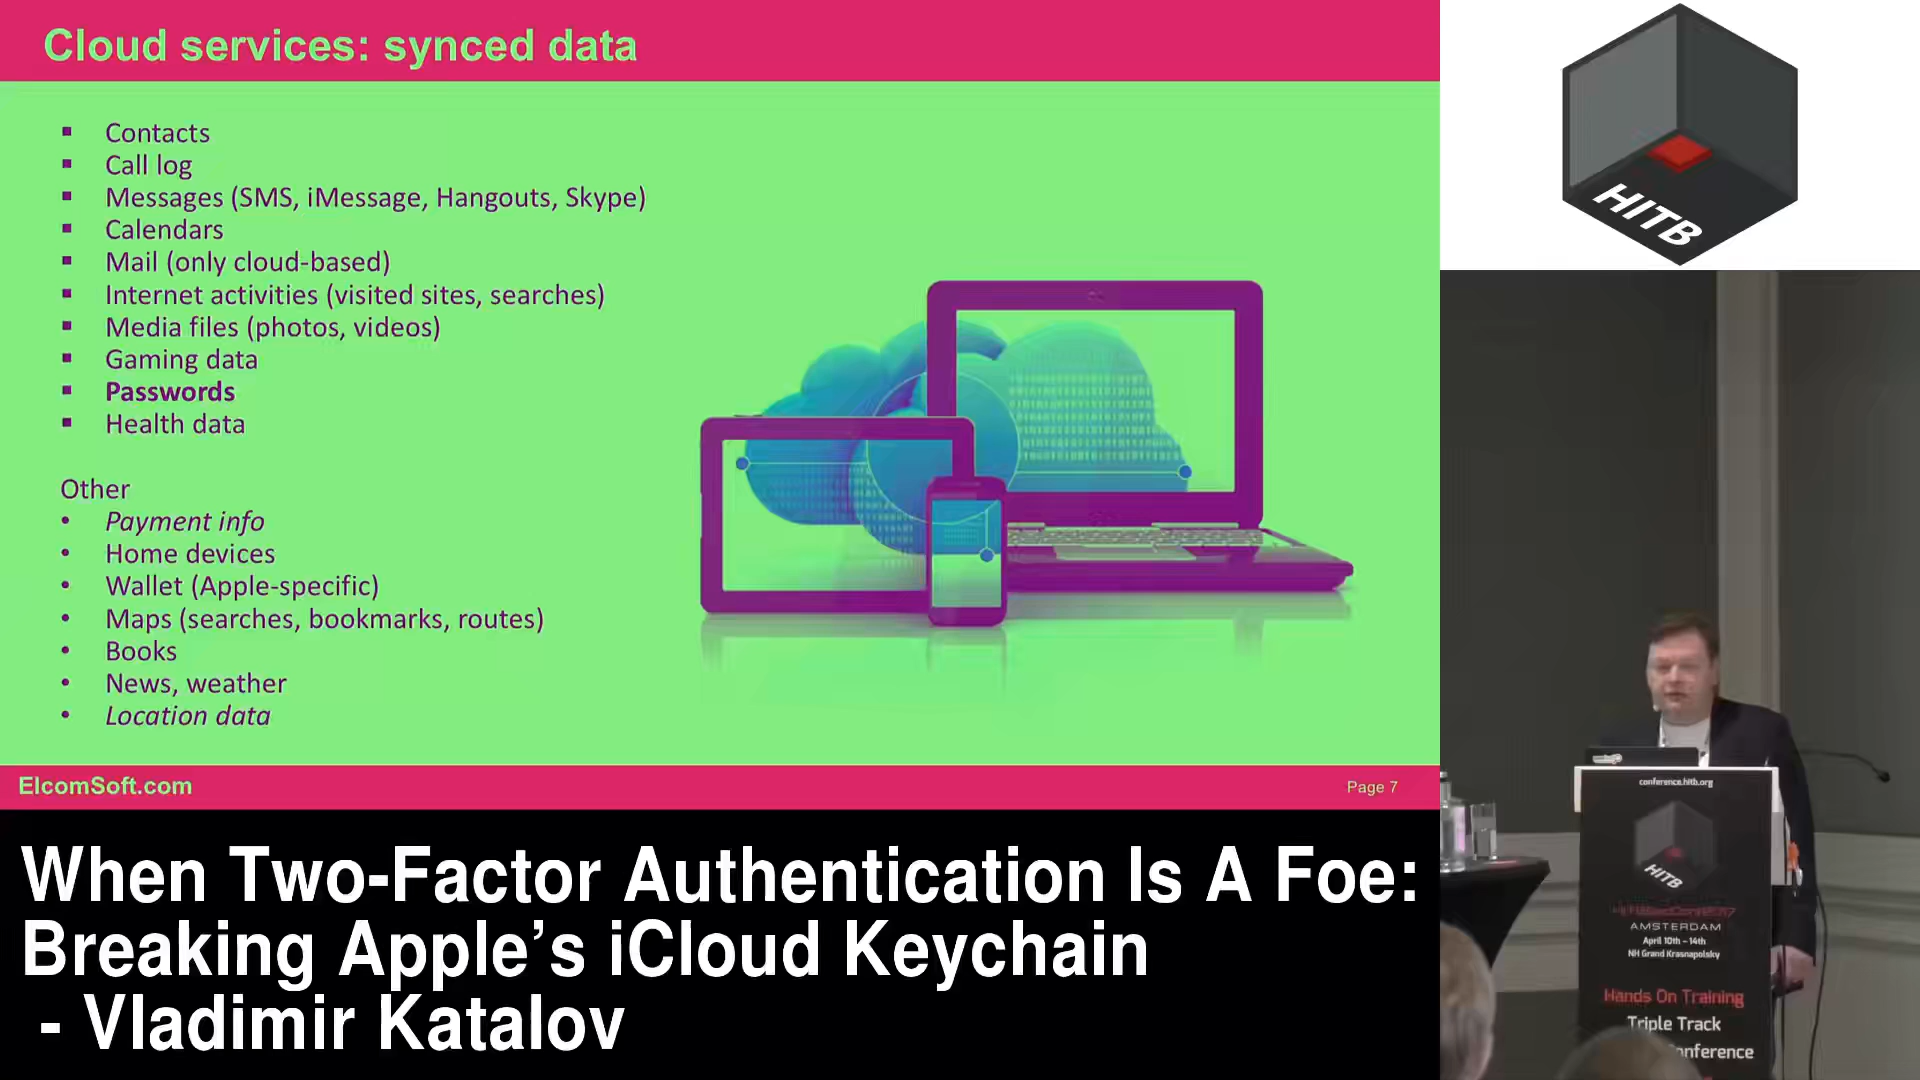 Cloud services: synced data
Contacts
Call log
Messages (SMS, iMessage, Hangouts, Skype)
Calendars
Mail (only cloud-based)
Internet activities (visited sites, searches)
Media files (photos, videos)
Gaming data
Passwords
Health data
Other
Payment info
Home devices
Wallet (Apple-specific)
Maps (searches, bookmarks, routes)
Books
News, weather
Location data
ElcomSoft.com
Page 7
When Two-Factor Authentication Is A Foe:
Breaking Apple’s iCloud Keychain
- Vladimir Katalov
HITB
conference.hitb.org
HITB
AMSTERDAM
April 10th - 14th
NH Grand Krasnapolsky
Hands On Training
Triple Track